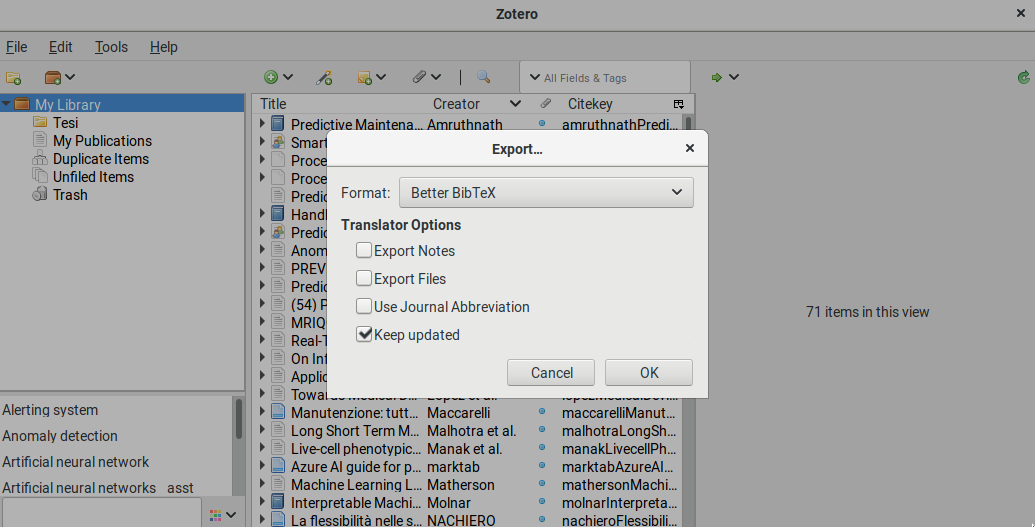 Zotero
File Edit Tools Help
All Fields & Tags
My Library
Tesi
My Publications
Duplicate Items
Unfiled Items
Trash
Alerting system
Anomaly detection
Artificial neural network
Artificial neural networks asst
Title Creator Citekey
Predictive Maintena... Amruthnath amruthnathPredi...
Smart
Proce
Proce
Predic
Handl
Predic
Anom
PREV
Predic
(54) P
MRIQ
Real-T
On Inf
Applic
Manutenzione: tutt... Maccarelli maccarelliManut...
Long Short Term M... Malhotra et al. malhotraLongSh...
Live-cell phenotypic... Manak et al. manakLivecellPh...
Azure AI guide for p... marktab marktabAzureAI...
Machine Learning L... Matherson mathersonMachi...
Interpretable Machi... Molnar molnarInterpreta...
La flessibilità nelle s... NACHIERO nachieroFlessibili...
Export...
Format: Better BibTeX
Translator Options
Export Notes
Export Files
Use Journal Abbreviation
Keep updated
Cancel OK
71 items in this view